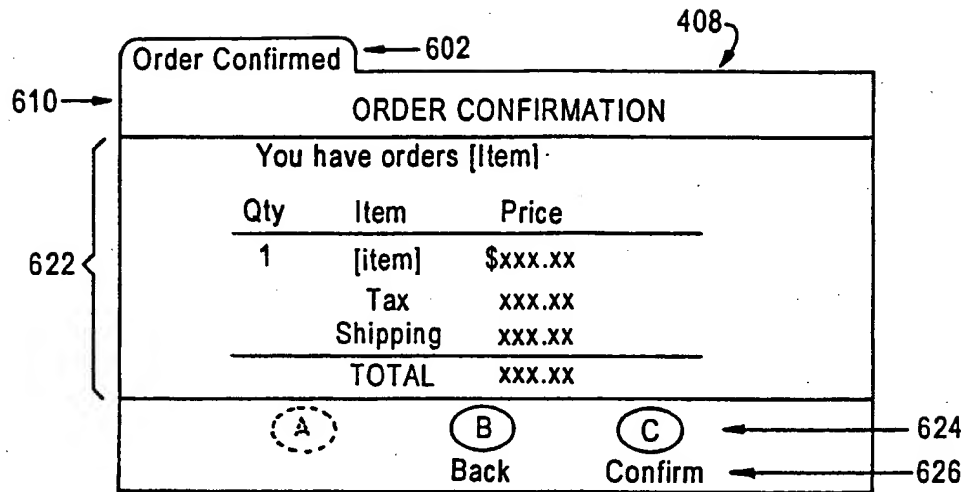 408
Order Confirmed 602
610 ORDER CONFIRMATION
You have orders [Item]
Qty Item Price
1 [item] $xxx.xx
622
Tax xxx.xx
Shipping xxx.xx
TOTAL xxx.xx
A B C 624
Back Confirm 626